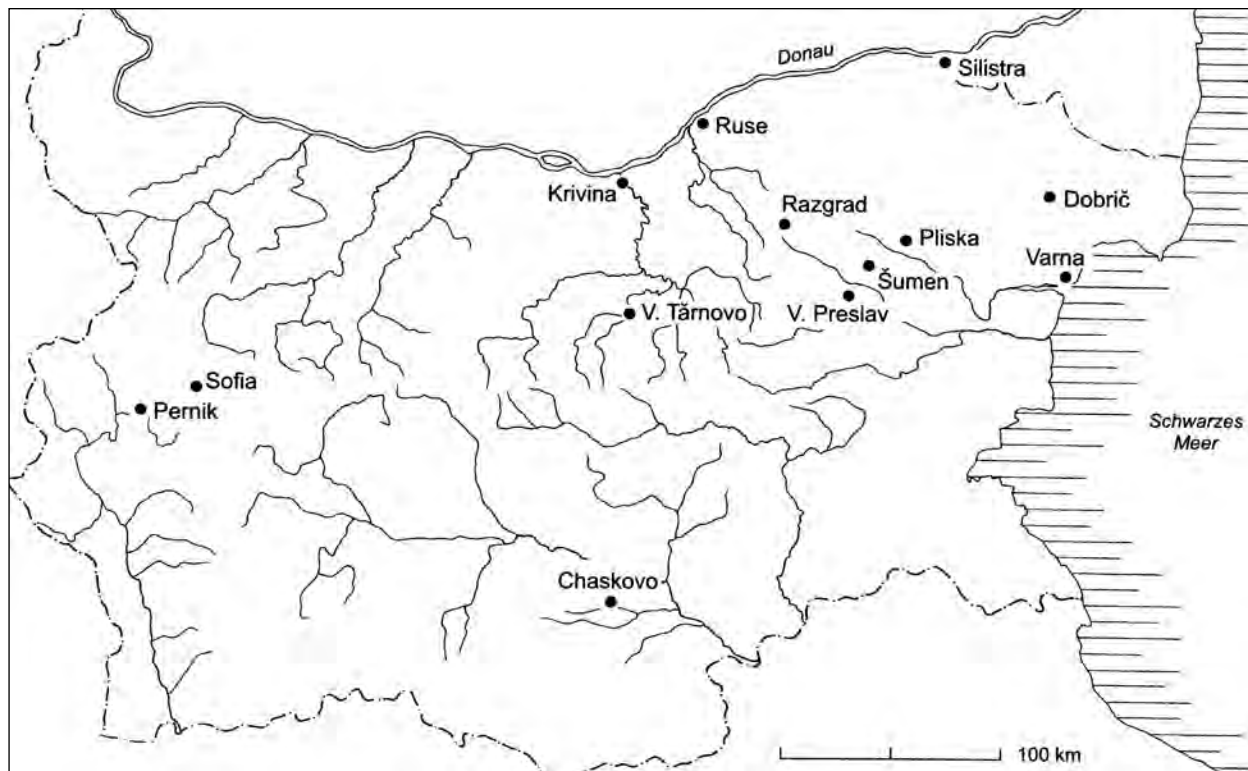 Donau
Silistra
Ruse
Krivina
Razgrad
Dobrič
Pliska
Varna
Šumen
V. Preslav
V. Tărnovo
Sofia
Pernik
Schwarzes
Meer
Chaskovo
100 km